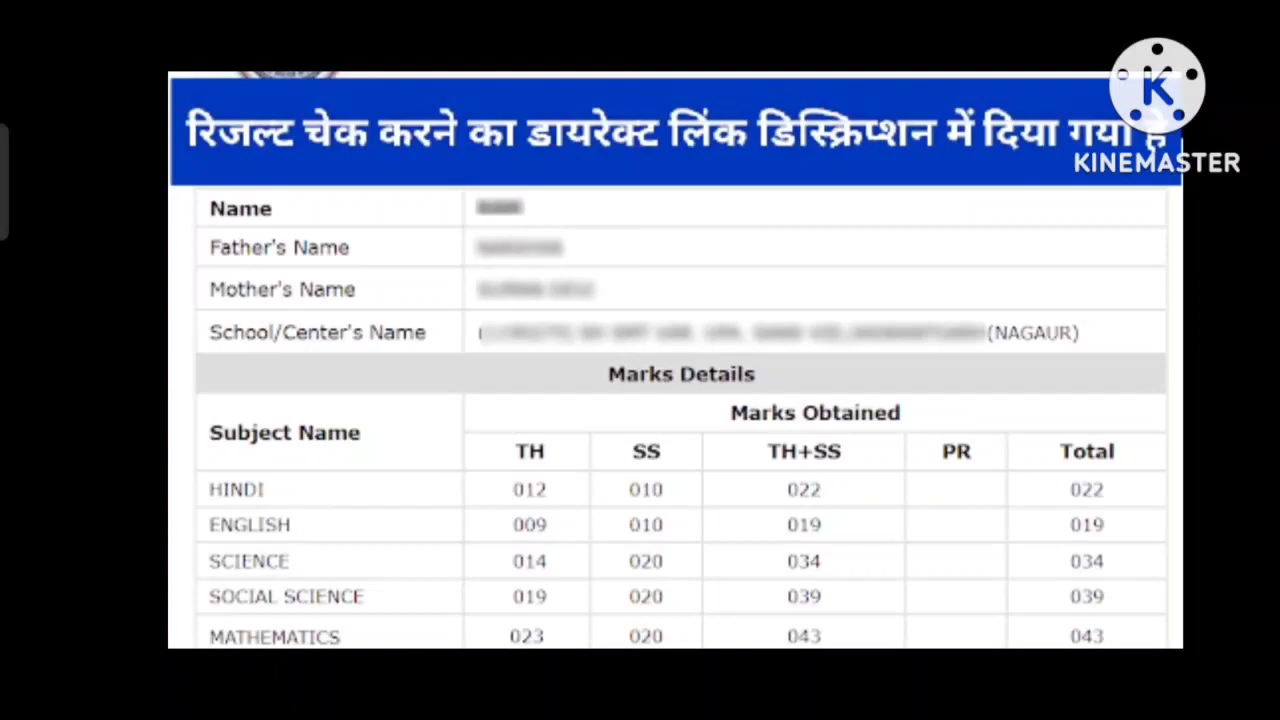 रिजल्ट चेक करने का डायरेक्ट लिंक डिस्क्रिप्शन में दिया गया है
K
KINEMASTER
Name
Father's Name
Mother's Name
School/Center's Name (NAGAUR)
Marks Details
Subject Name Marks Obtained
TH SS TH+SS PR Total
HINDI 012 010 022 022
ENGLISH 009 010 019 019
SCIENCE 014 020 034 034
SOCIAL SCIENCE 019 020 039 039
MATHEMATICS 023 020 043 043